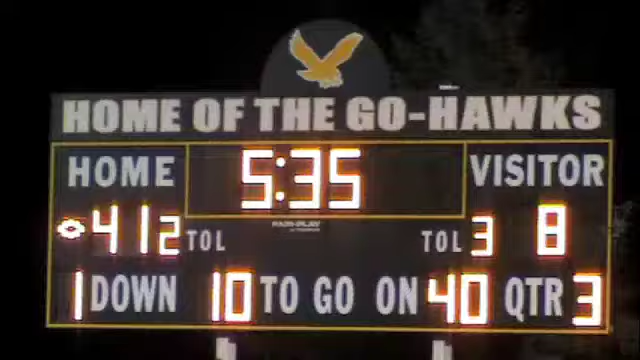 HOME OF THE GO-HAWKS
HOME 5:35 VISITOR
41 2 TOL TOL 3 8
1 DOWN 10 TO GO ON 40 QTR 3